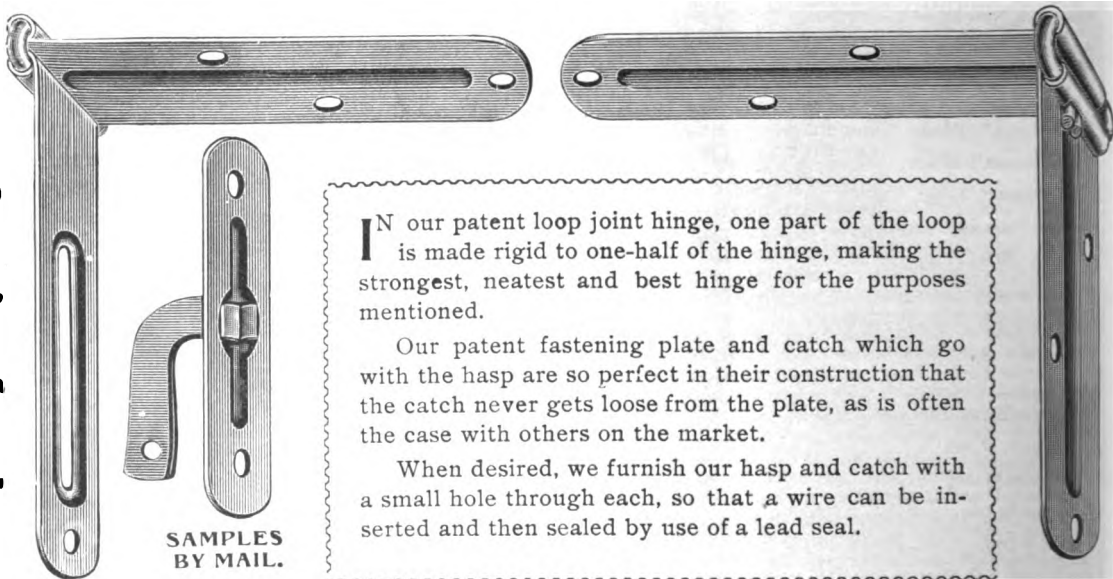 IN our patent loop joint hinge, one part of the loop
is made rigid to one-half of the hinge, making the
strongest, neatest and best hinge for the purposes
mentioned.
Our patent fastening plate and catch which go
with the hasp are so perfect in their construction that
the catch never gets loose from the plate, as is often
the case with others on the market.
When desired, we furnish our hasp and catch with
a small hole through each, so that a wire can be in-
serted and then sealed by use of a lead seal.
SAMPLES
BY MAIL.